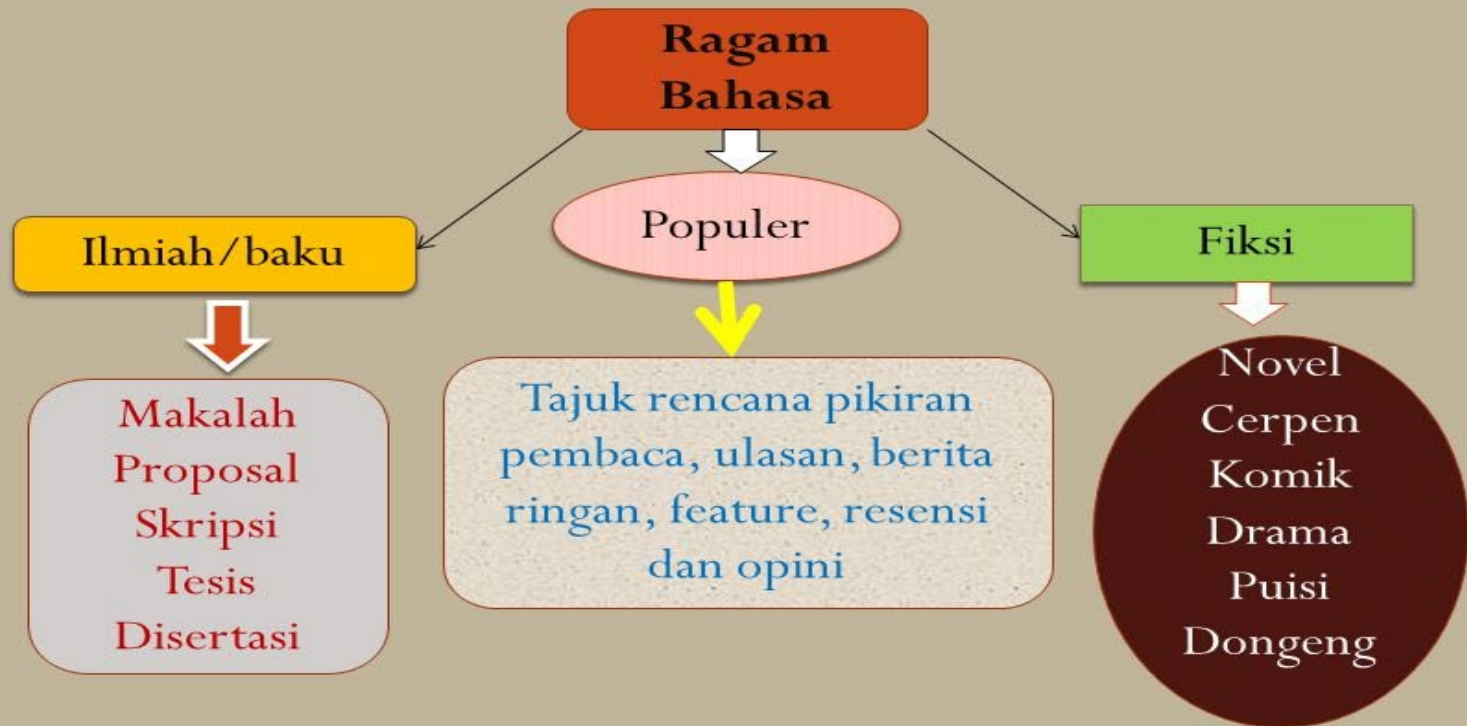 Ragam
Bahasa
Ilmiah/baku
Populer
Fiksi
Makalah
Proposal
Skripsi
Tesis
Disertasi
Tajuk rencana pikiran
pembaca, ulasan, berita
ringan, feature, resensi
dan opini
Novel
Cerpen
Komik
Drama
Puisi
Dongeng